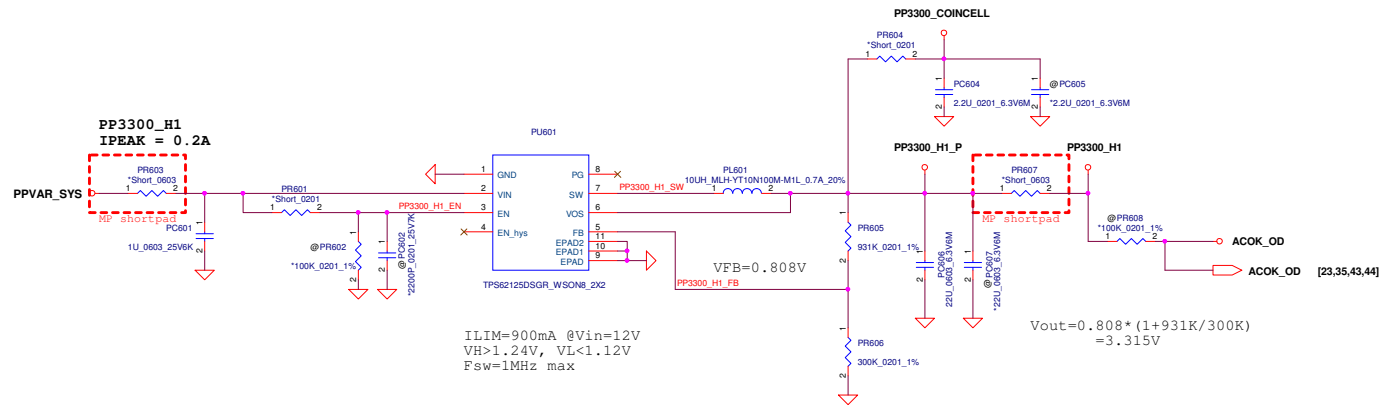 PP3300_COINCELL
PR604
*Short_0201
1
2
1
PC604
2
2.2U_0201_6.3V6M
1
@PC605
2
*2.2U_0201_6.3V6M
PP3300_H1
IPEAK = 0.2A
PPVAR_SYS
PR603
*Short_0603
1
2
MP shortpad
1
PC601
2
1U_0603_25V6K
PR601
1
*Short_0201
2
PP3300_H1_EN
1
@PR602
*100K_0201_1%
2
1
@PC602
2
*2200P_0201_25V7K
PU601
1
GND
2
VIN
3
EN
4
EN_hys
PG
8
SW
7
VOS
6
FB
5
EPAD2
11
EPAD1
10
EPAD
9
TPS62125DSGR_WSON8_2X2
PP3300_H1_SW
PL601
10UH_MLH-YT10N100M-M1L_0.7A_20%
1
2
PP3300_H1_FB
VFB=0.808V
1
PR605
931K_0201_1%
2
1
PR606
300K_0201_1%
2
PP3300_H1_P
1
PC606
2
22U_0603_6.3V6M
1
@PC607
2
*22U_0603_6.3V6M
PP3300_H1
PR607
*Short_0603
1
2
MP shortpad
@PR608
*100K_0201_1%
1
2
ACOK_OD
ACOK_OD [23,35,43,44]
ILIM=900mA @Vin=12V
VH>1.24V, VL<1.12V
Fsw=1MHz max
Vout=0.808*(1+931K/300K)
=3.315V